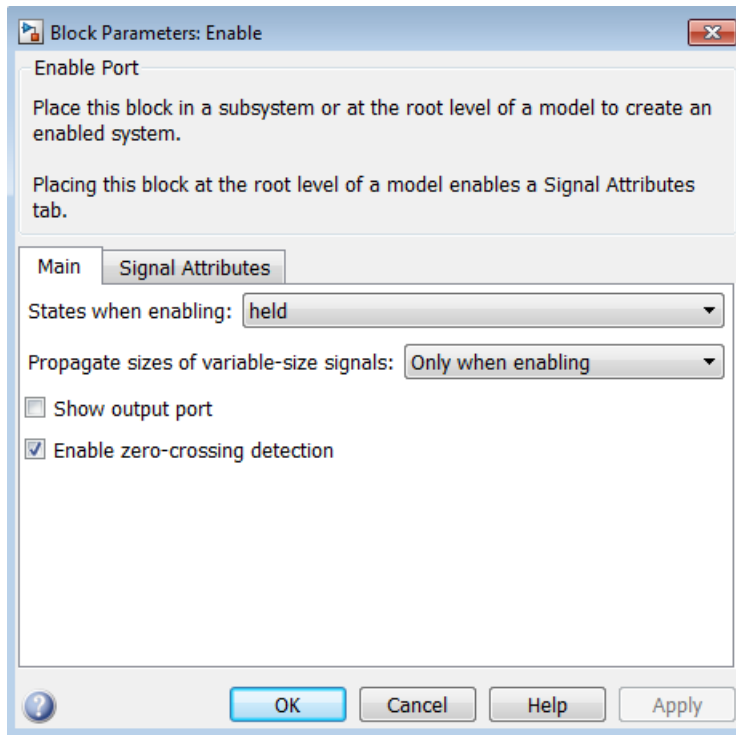 Block Parameters: Enable
Enable Port
Place this block in a subsystem or at the root level of a model to create an
enabled system.
Placing this block at the root level of a model enables a Signal Attributes
tab.
Main Signal Attributes
States when enabling: held
Propagate sizes of variable-size signals: Only when enabling
Show output port
Enable zero-crossing detection
OK Cancel Help Apply